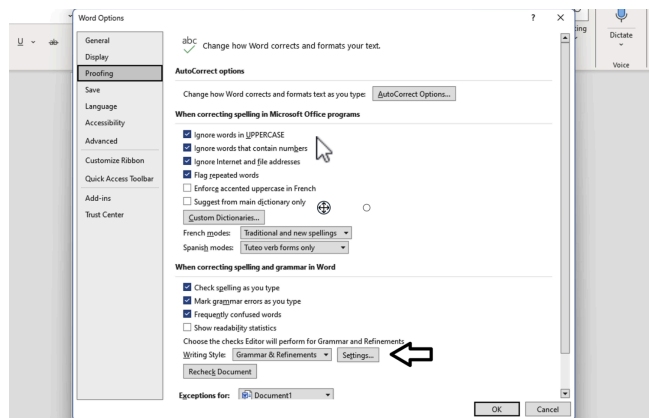 Word Options
?
General
Display
Proofing
Save
Language
Accessibility
Advanced
Customize Ribbon
Quick Access Toolbar
Add-ins
Trust Center
abc
Change how Word corrects and formats your text.
AutoCorrect options
Change how Word corrects and formats text as you type: AutoCorrect Options...
When correcting spelling in Microsoft Office programs
Ignore words in UPPERCASE
Ignore words that contain numbers
Ignore Internet and file addresses
Flag repeated words
Enforce accented uppercase in French
Suggest from main dictionary only
Custom Dictionaries...
French modes: Traditional and new spellings
Spanish modes: Tuteo verb forms only
When correcting spelling and grammar in Word
Check spelling as you type
Mark grammar errors as you type
Frequently confused words
Show readability statistics
Choose the checks Editor will perform for Grammar and Refinements
Writing Style: Grammar & Refinements Settings...
Recheck Document
Exceptions for: Document1
OK Cancel
U ab
ting
Dictate
Voice